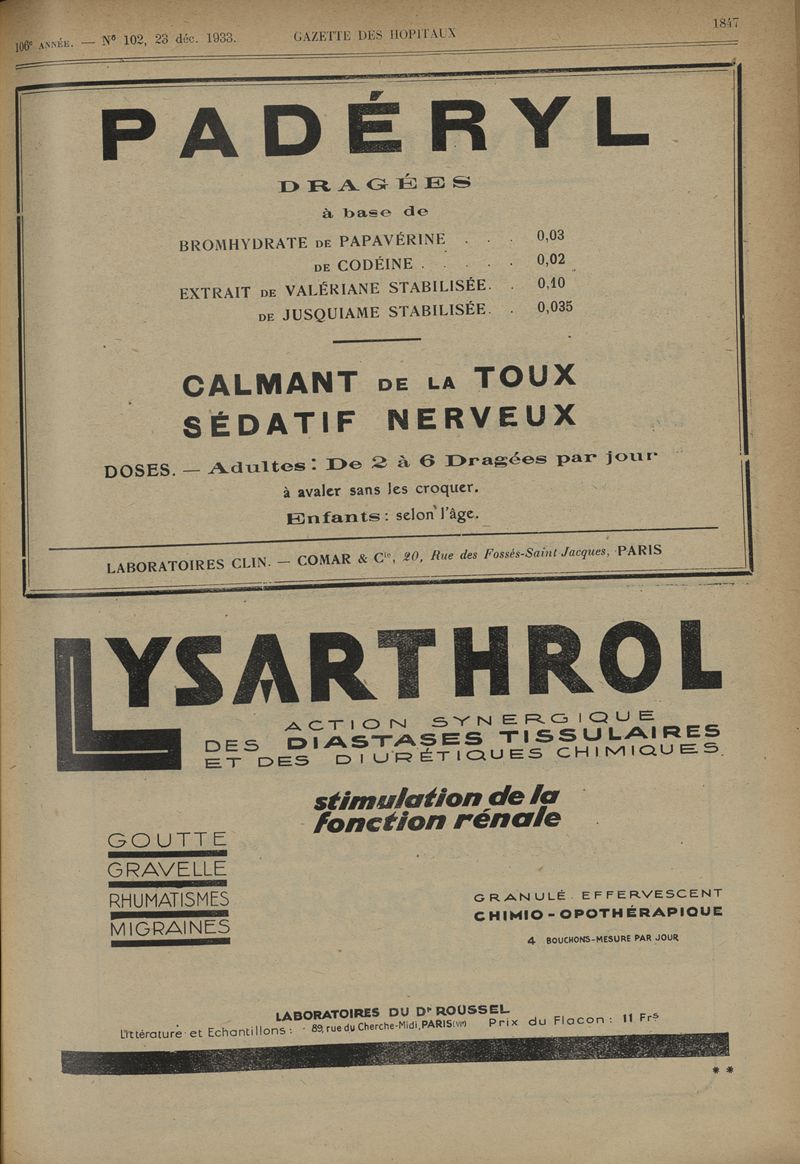 106e ANNÉE. — No 102, 23 déc. 1933. GAZETTE DES HOPITAUX 1847
PADÉRYL
DRAGÉES
à base de
BROMHYDRATE DE PAPAVÉRINE . . . 0,03
DE CODÉINE . . . . . 0,02
EXTRAIT DE VALÉRIANE STABILISÉE. . 0,10
DE JUSQUIAME STABILISÉE. . 0,035
CALMANT DE LA TOUX
SÉDATIF NERVEUX
DOSES. — Adultes: De 2 à 6 Dragées par jour
à avaler sans les croquer.
Enfants: selon l'âge.
LABORATOIRES CLIN. — COMAR & Cie, 20, Rue des Fossés-Saint Jacques, PARIS
LYSARTHROL
ACTION SYNERGIQUE
DES DIASTASES TISSULAIRES
ET DES DIURÉTIQUES CHIMIQUES.
stimulation de la
fonction rénale
GOUTTE
GRAVELLE
RHUMATISMES
MIGRAINES
GRANULÉ EFFERVESCENT
CHIMIO-OPOTHÉRAPIQUE
4 BOUCHONS-MESURE PAR JOUR
LABORATOIRES DU Dr ROUSSEL
Littérature et Echantillons: 89, rue du Cherche-Midi, PARIS (VIe) Prix du Flacon: 11 Frs
* *